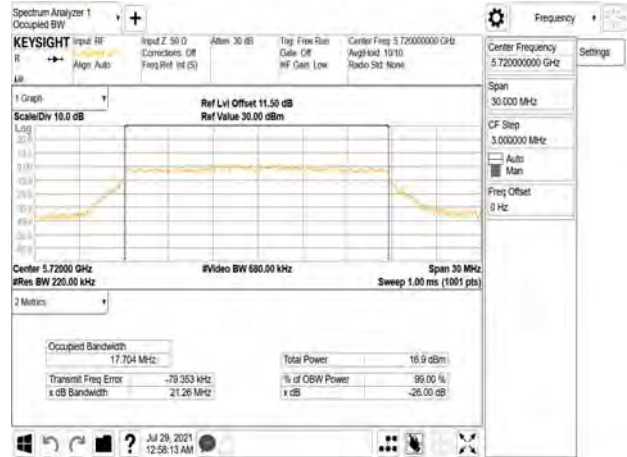 Spectrum Analyzer 1
Occupied BW
+
Frequency
KEYSIGHT
Input: RF
Input Z: 50 Ω
Atten: 30 dB
Trig: Free Run
Center Freq: 5.720000000 GHz
R
Corrections: Off
Gate: Off
Avg|Hold: 10/10
Align: Auto
Freq Ref: Int (S)
#IF Gain: Low
Radio Std: None
Center Frequency
5.720000000 GHz
Settings
Span
30.000 MHz
CF Step
3.000000 MHz
Auto
Man
Freq Offset
0 Hz
1 Graph
Ref Lvl Offset 11.50 dB
Scale/Div 10.0 dB
Ref Value 30.00 dBm
Log
Center 5.72000 GHz
#Video BW 680.00 kHz
Span 30 MHz
#Res BW 220.00 kHz
Sweep 1.00 ms (1001 pts)
2 Metrics
Occupied Bandwidth
17.704 MHz
Total Power
16.9 dBm
Transmit Freq Error
-79.353 kHz
% of OBW Power
99.00 %
x dB Bandwidth
21.26 MHz
x dB
-26.00 dB
?
Jul 29, 2021
12:58:13 AM